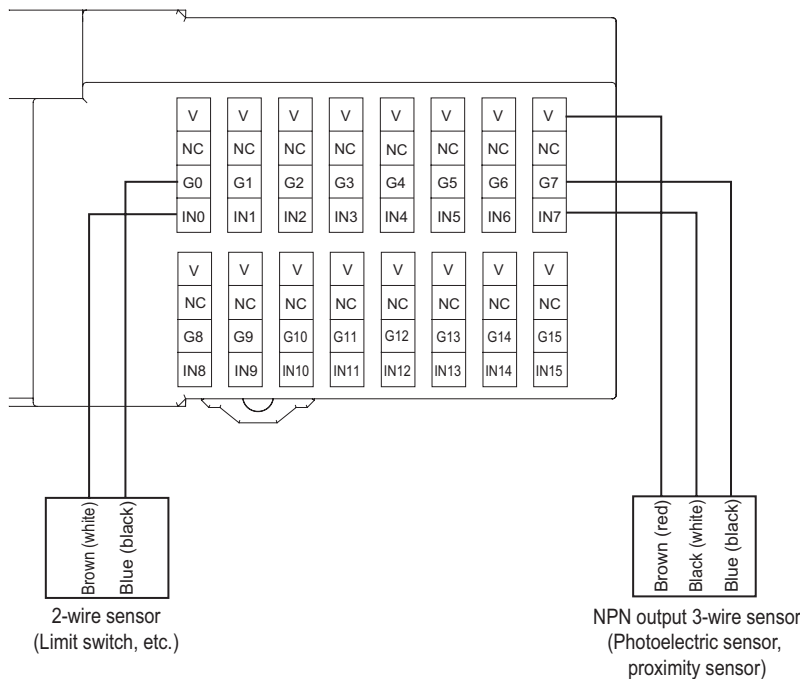 V V V V V V V V
NC NC NC NC NC NC NC NC
G0 G1 G2 G3 G4 G5 G6 G7
IN0 IN1 IN2 IN3 IN4 IN5 IN6 IN7
V V V V V V V V
NC NC NC NC NC NC NC NC
G8 G9 G10 G11 G12 G13 G14 G15
IN8 IN9 IN10 IN11 IN12 IN13 IN14 IN15
Brown (white)
Blue (black)
2-wire sensor
(Limit switch, etc.)
Brown (red)
Black (white)
Blue (black)
NPN output 3-wire sensor
(Photoelectric sensor,
proximity sensor)